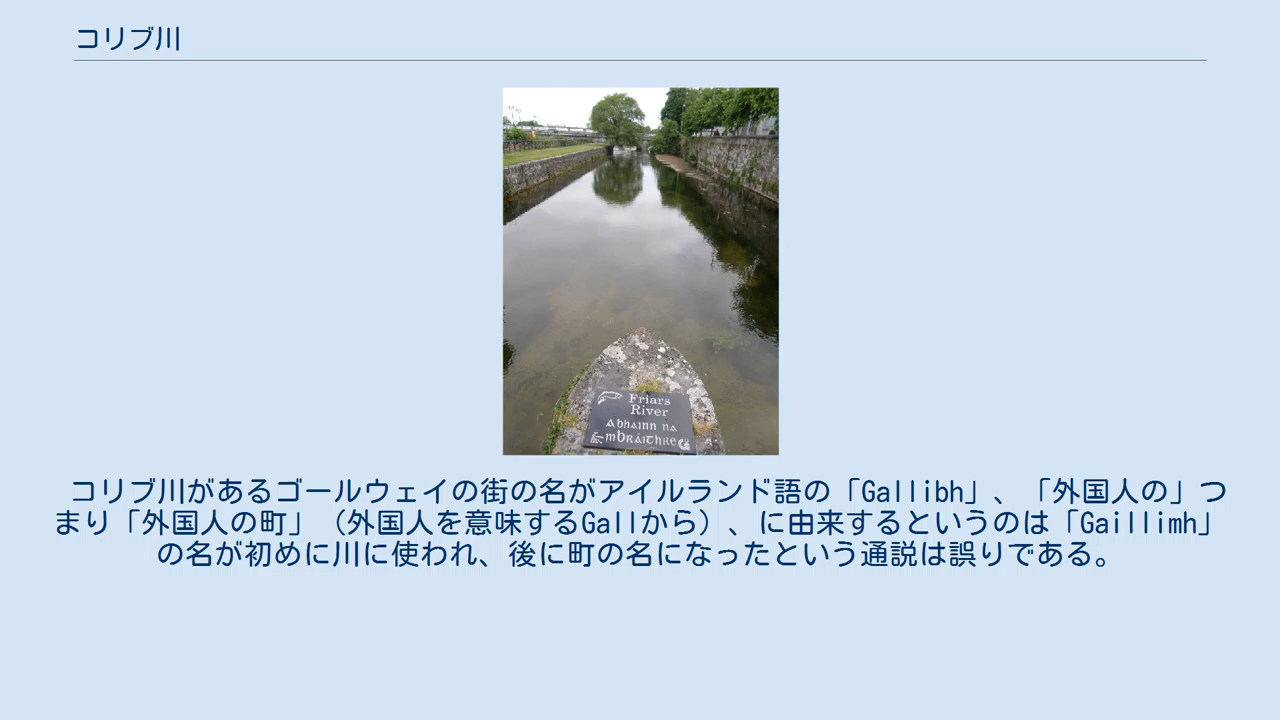 コリブ川
Friars
River
Abhainn na
mBráithre
コリブ川があるゴールウェイの街の名がアイルランド語の「Gallibh」、「外国人の」つ
まり「外国人の町」（外国人を意味するGallから）、に由来するというのは「Gaillimh」
の名が初めに川に使われ、後に町の名になったという通説は誤りである。